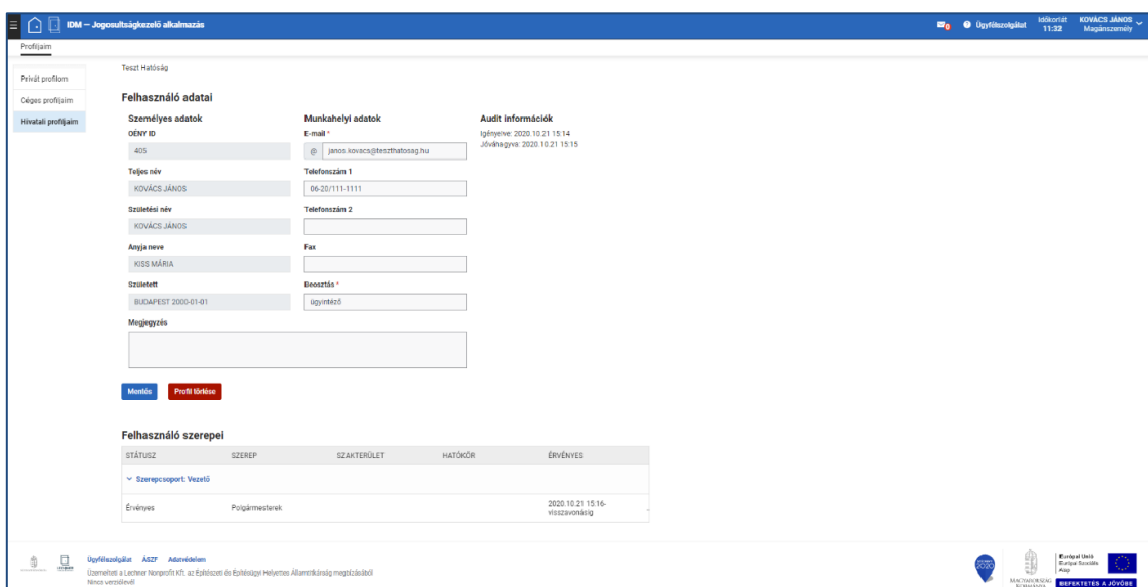 IDM – Jogosultságkezelő alkalmazás
0
Ügyfélszolgálat
Időkorlát
11:32
KOVÁCS JÁNOS
Magánszemély
Profiljaim
Privát profilom
Céges profiljaim
Hivatali profiljaim
Teszt Hatóság
Felhasználó adatai
Személyes adatok
Munkahelyi adatok
Audit információk
OÉNY ID
E-mail *
Igényelve: 2020.10.21 15:14
405
@ janos.kovacs@teszthatosag.hu
Jóváhagyva: 2020.10.21 15:15
Teljes név
Telefonszám 1
KOVÁCS JÁNOS
06-20/111-1111
Születési név
Telefonszám 2
KOVÁCS JÁNOS
Anyja neve
Fax
KISS MÁRIA
Született
Beosztás *
BUDAPEST 2000-01-01
ügyintéző
Megjegyzés
Mentés
Profil törlése
Felhasználó szerepei
STÁTUSZ SZEREP SZAKTERÜLET HATÓKÖR ÉRVÉNYES
Szerepcsoport: Vezető
Érvényes Polgármesterek 2020.10.21 15:16-
visszavonásig
Ügyfélszolgálat ÁSZF Adatvédelem
Üzemelteti a Lechner Nonprofit Kft. az Építészeti és Építésügyi Helyettes Államtitkárság megbízásából
Nincs verziólevél
2020
MAGYARORSZÁG
KORMÁNYA
Európai Unió
Európai Szociális
Alap
BEFEKTETÉS A JÖVŐBE